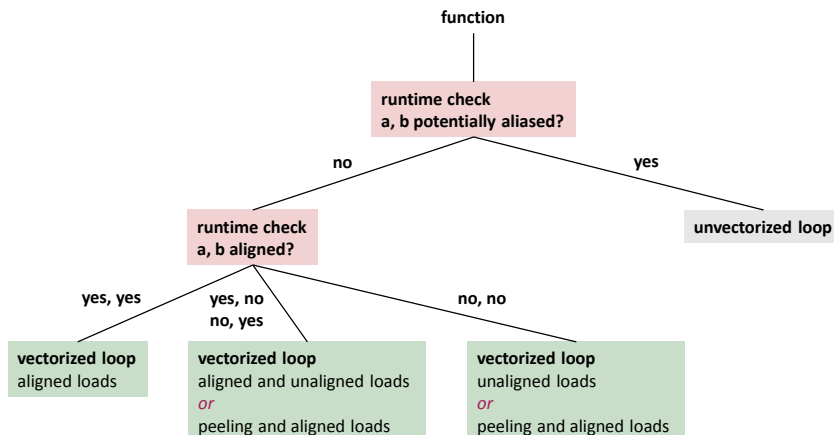 function
runtime check
a, b potentially aliased?
no
yes
runtime check
a, b aligned?
unvectorized loop
yes, yes
yes, no
no, yes
no, no
vectorized loop
aligned loads
vectorized loop
aligned and unaligned loads
or
peeling and aligned loads
vectorized loop
unaligned loads
or
peeling and aligned loads